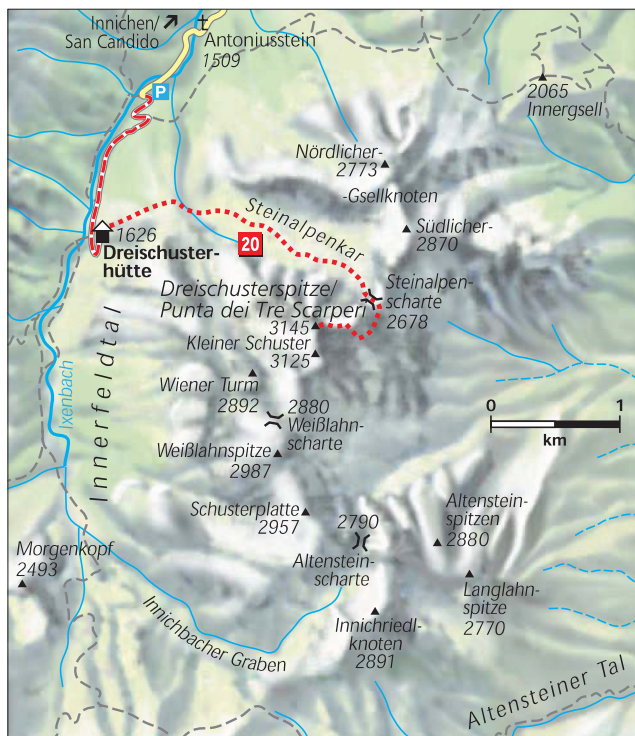 Innichen/
San Candido
Antoniusstein
1509
P
2065
Innergsell
Nördlicher-
2773
-Gsellknoten
Südlicher-
2870
Steinalpenkar
20
1626
Dreischuster-
hütte
Steinalpen-
scharte
2678
Dreischusterspitze/
Punta dei Tre Scarperi
3145
Kleiner Schuster
3125
Wiener Turm
2892
2880
Weißlahn-
scharte
Weißlahnspitze
2987
Innerfeldtal
Ixenbach
0 1
km
Schusterplatte
2957
2790
Altenstein-
scharte
Altenstein-
spitzen
2880
Langlahn-
spitze
2770
Morgenkopf
2493
Innichbacher Graben
Innichriedl-
knoten
2891
Altensteiner Tal